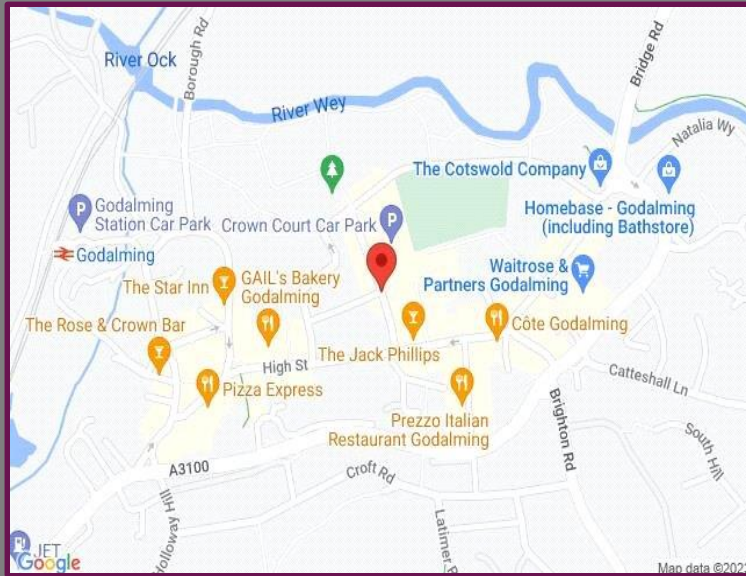 River Ock
Borough Rd
Bridge Rd
River Wey
Natalia Wy
The Cotswold Company
P
Godalming
Station Car Park
Crown Court Car Park
P
Homebase - Godalming
(including Bathstore)
Godalming
The Star Inn
GAIL's Bakery
Godalming
Waitrose &
Partners Godalming
The Rose & Crown Bar
The Jack Phillips
Côte Godalming
High St
Pizza Express
Catteshall Ln
Prezzo Italian
Restaurant Godalming
Brighton Rd
South Hill
A3100
Croft Rd
Holloway Hill
JET
Google
Map data